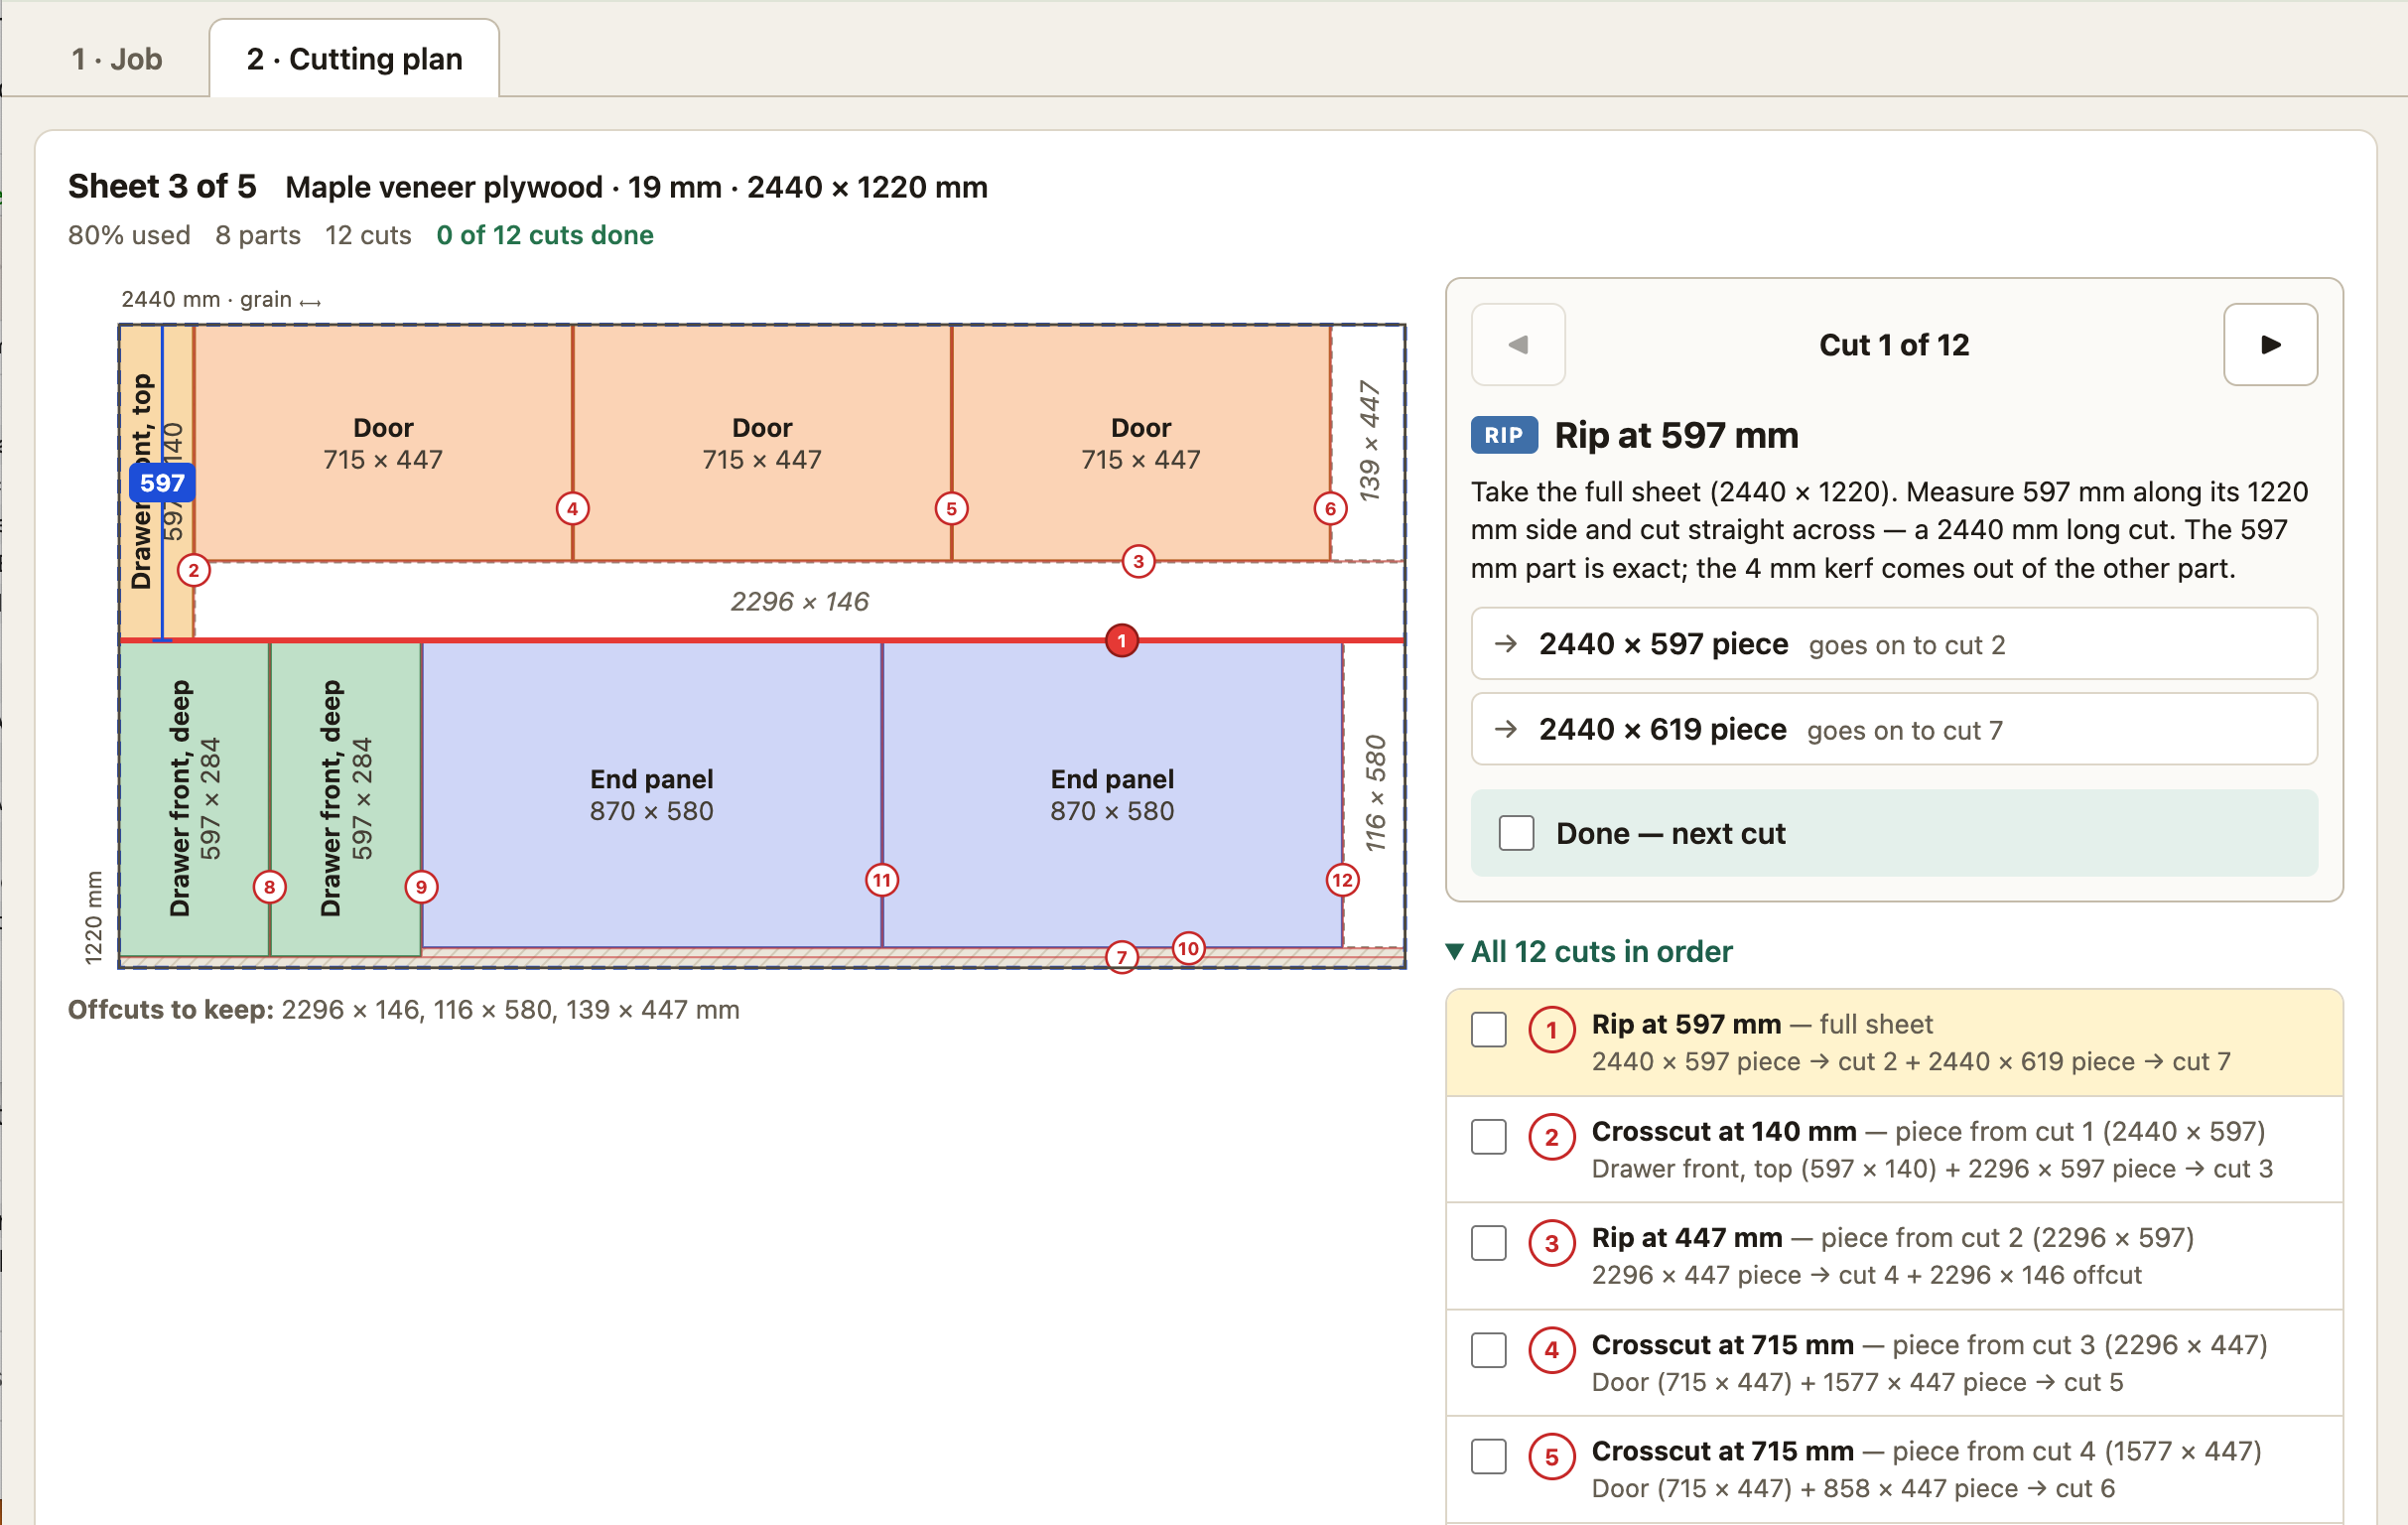 1 · Job
2 · Cutting plan
Sheet 3 of 5 Maple veneer plywood · 19 mm · 2440 × 1220 mm
80% used 8 parts 12 cuts 0 of 12 cuts done
2440 mm · grain ↔
1220 mm
Drawer front, top
597 × 140
597
Door
715 × 447
Door
715 × 447
Door
715 × 447
139 × 447
4
5
6
2
3
2296 × 146
1
Drawer front, deep
597 × 284
Drawer front, deep
597 × 284
End panel
870 × 580
End panel
870 × 580
116 × 580
8
9
11
12
7
10
Offcuts to keep: 2296 × 146, 116 × 580, 139 × 447 mm
◀ Cut 1 of 12 ▶
RIP Rip at 597 mm
Take the full sheet (2440 × 1220). Measure 597 mm along its 1220
mm side and cut straight across — a 2440 mm long cut. The 597
mm part is exact; the 4 mm kerf comes out of the other part.
→ 2440 × 597 piece goes on to cut 2
→ 2440 × 619 piece goes on to cut 7
Done — next cut
▼ All 12 cuts in order
1 Rip at 597 mm — full sheet
2440 × 597 piece → cut 2 + 2440 × 619 piece → cut 7
2 Crosscut at 140 mm — piece from cut 1 (2440 × 597)
Drawer front, top (597 × 140) + 2296 × 597 piece → cut 3
3 Rip at 447 mm — piece from cut 2 (2296 × 597)
2296 × 447 piece → cut 4 + 2296 × 146 offcut
4 Crosscut at 715 mm — piece from cut 3 (2296 × 447)
Door (715 × 447) + 1577 × 447 piece → cut 5
5 Crosscut at 715 mm — piece from cut 4 (1577 × 447)
Door (715 × 447) + 858 × 447 piece → cut 6